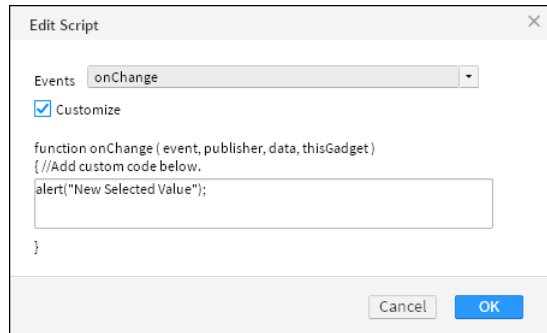 Edit Script
Events onChange
Customize
function onChange ( event, publisher, data, thisGadget )
{ //Add custom code below.
alert("New Selected Value");
}
Cancel OK